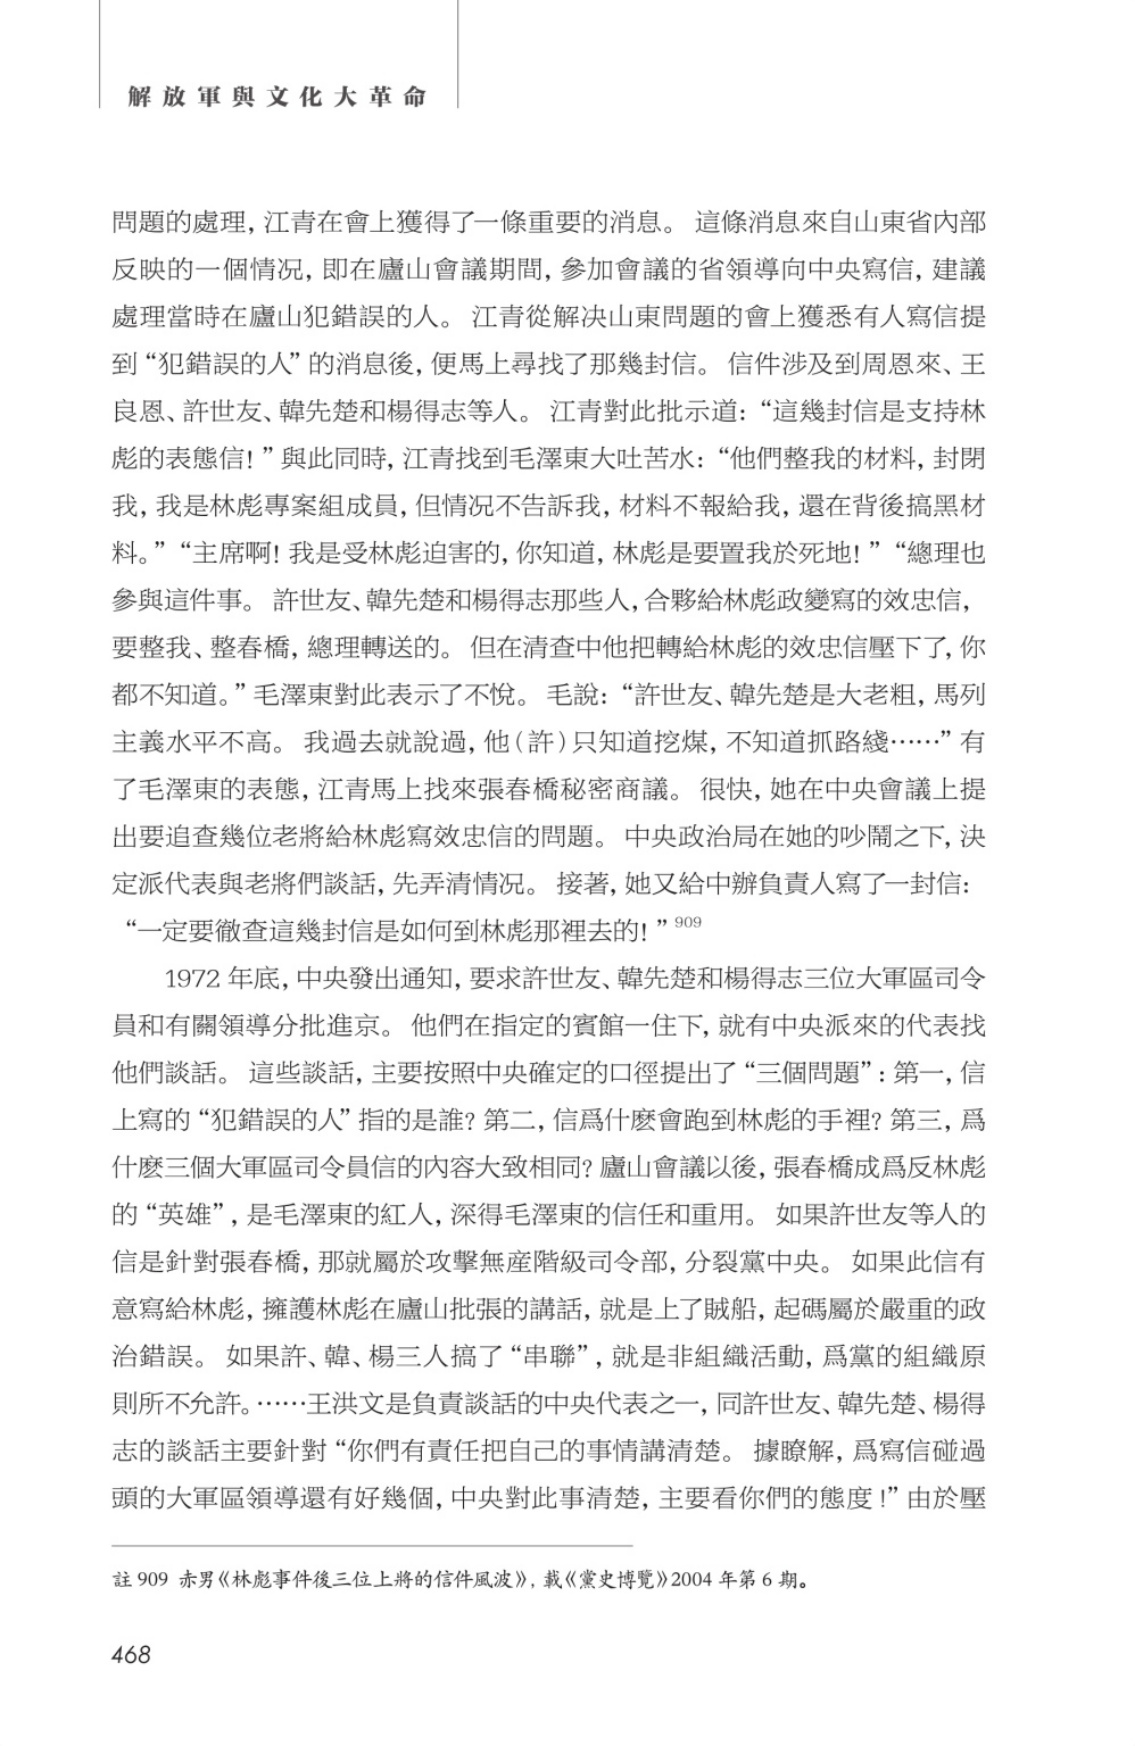 解放軍與文化大革命
問題的處理，江青在會上獲得了一條重要的消息。 這條消息來自山東省內部
反映的一個情况，即在廬山會議期間，參加會議的省領導向中央寫信，建議
處理當時在廬山犯錯誤的人。 江青從解决山東問題的會上獲悉有人寫信提
到“犯錯誤的人”的消息後，便馬上尋找了那幾封信。 信件涉及到周恩來、王
良恩、許世友、韓先楚和楊得志等人。 江青對此批示道：“這幾封信是支持林
彪的表態信！”與此同時，江青找到毛澤東大吐苦水：“他們整我的材料，封閉
我，我是林彪專案組成員，但情况不告訴我，材料不報給我，還在背後搞黑材
料。”“主席啊！我是受林彪迫害的，你知道，林彪是要置我於死地！”“總理也
參與這件事。 許世友、韓先楚和楊得志那些人，合夥給林彪政變寫的效忠信，
要整我、整春橋，總理轉送的。 但在清查中他把轉給林彪的效忠信壓下了，你
都不知道。”毛澤東對此表示了不悅。 毛說：“許世友、韓先楚是大老粗，馬列
主義水平不高。 我過去就說過，他（許）只知道挖煤，不知道抓路綫……”有
了毛澤東的表態，江青馬上找來張春橋秘密商議。 很快，她在中央會議上提
出要追查幾位老將給林彪寫效忠信的問題。 中央政治局在她的吵鬧之下，決
定派代表與老將們談話，先弄清情况。 接著，她又給中辦負責人寫了一封信：
“一定要徹查這幾封信是如何到林彪那裡去的！”909
1972 年底，中央發出通知，要求許世友、韓先楚和楊得志三位大軍區司令
員和有關領導分批進京。 他們在指定的賓館一住下，就有中央派來的代表找
他們談話。 這些談話，主要按照中央確定的口徑提出了“三個問題”：第一，信
上寫的“犯錯誤的人”指的是誰？第二，信爲什麽會跑到林彪的手裡？第三，爲
什麽三個大軍區司令員信的內容大致相同？廬山會議以後，張春橋成爲反林彪
的“英雄”，是毛澤東的紅人，深得毛澤東的信任和重用。 如果許世友等人的
信是針對張春橋，那就屬於攻擊無産階級司令部，分裂黨中央。 如果此信有
意寫給林彪，擁護林彪在廬山批張的講話，就是上了賊船，起碼屬於嚴重的政
治錯誤。 如果許、韓、楊三人搞了“串聯”，就是非組織活動，爲黨的組織原
則所不允許。……王洪文是負責談話的中央代表之一，同許世友、韓先楚、楊得
志的談話主要針對“你們有責任把自己的事情講清楚。 據瞭解，爲寫信碰過
頭的大軍區領導還有好幾個，中央對此事清楚，主要看你們的態度！”由於壓
註 909 赤男《林彪事件後三位上將的信件風波》，載《黨史博覽》2004 年第 6 期。
468